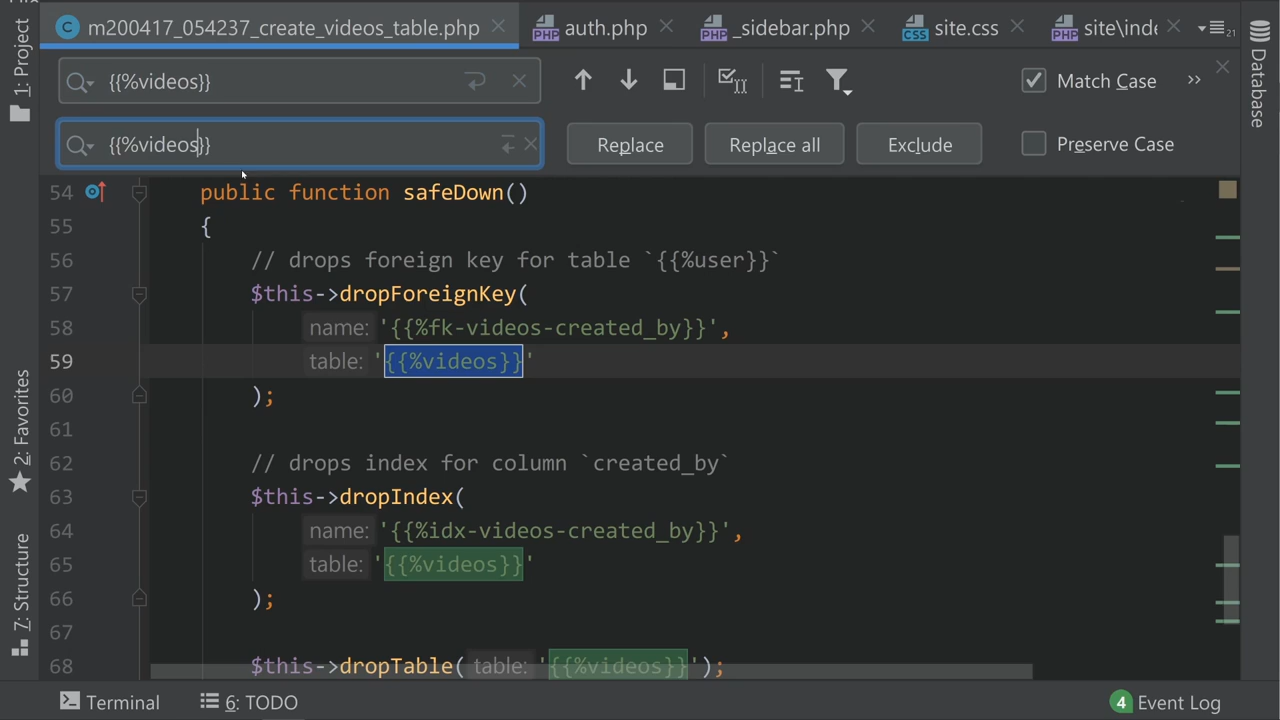 1: Project
2: Favorites
7: Structure
m200417_054237_create_videos_table.php
auth.php
_sidebar.php
site.css
site\inde
21
Database
{{%videos}}
Match Case
{{%videos}}
Replace
Replace all
Exclude
Preserve Case
54 public function safeDown()
55 {
56 // drops foreign key for table `{{%user}}`
57 $this->dropForeignKey(
58 name: '{{%fk-videos-created_by}}',
59 table: '{{%videos}}'
60 );
61
62 // drops index for column `created_by`
63 $this->dropIndex(
64 name: '{{%idx-videos-created_by}}',
65 table: '{{%videos}}'
66 );
67
68 $this->dropTable( table: '{{%videos}}');
Terminal
6: TODO
4 Event Log